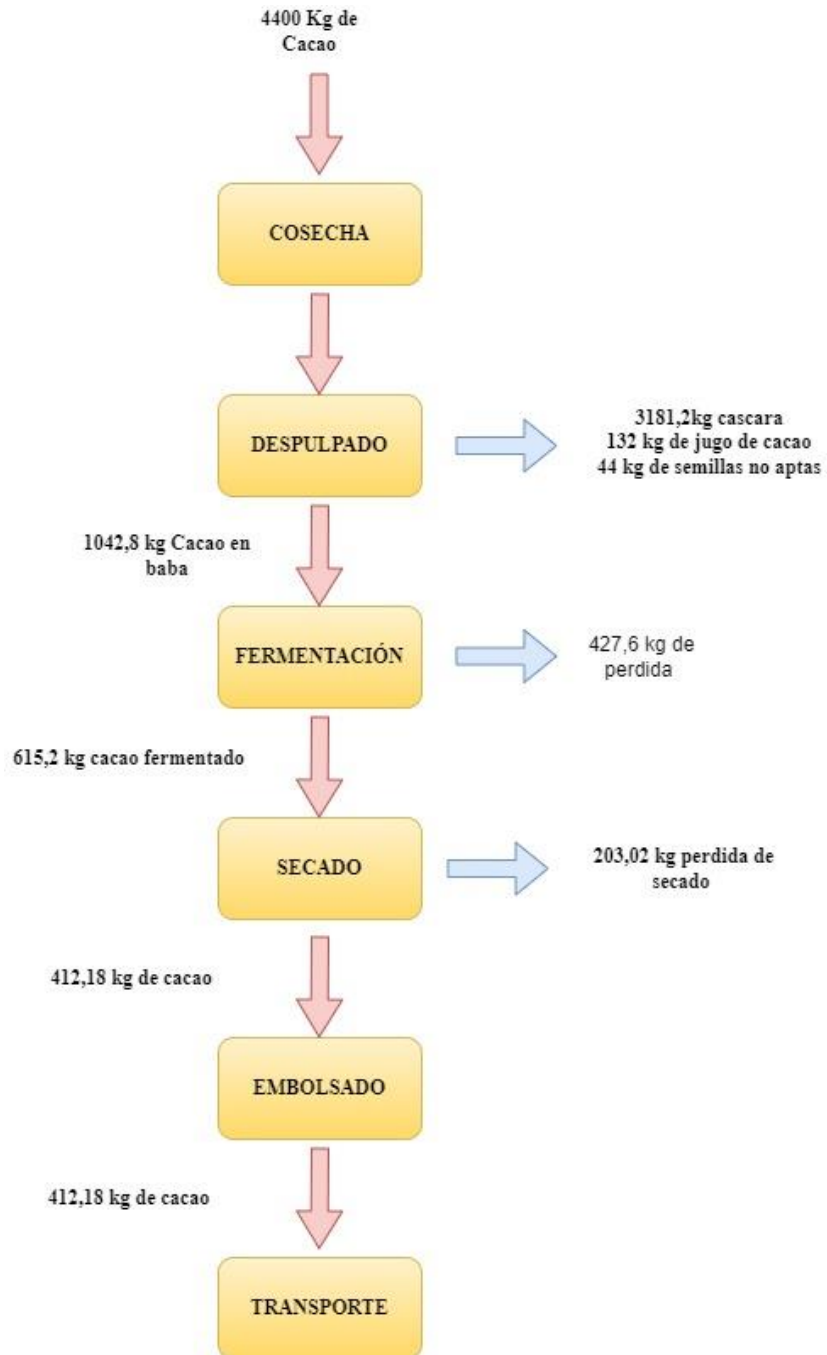 4400 Kg de
Cacao
COSECHA
DESPULPADO
3181,2kg cascara
132 kg de jugo de cacao
44 kg de semillas no aptas
1042,8 kg Cacao en
baba
FERMENTACIÓN
427,6 kg de
perdida
615,2 kg cacao fermentado
SECADO
203,02 kg perdida de
secado
412,18 kg de cacao
EMBOLSADO
412,18 kg de cacao
TRANSPORTE